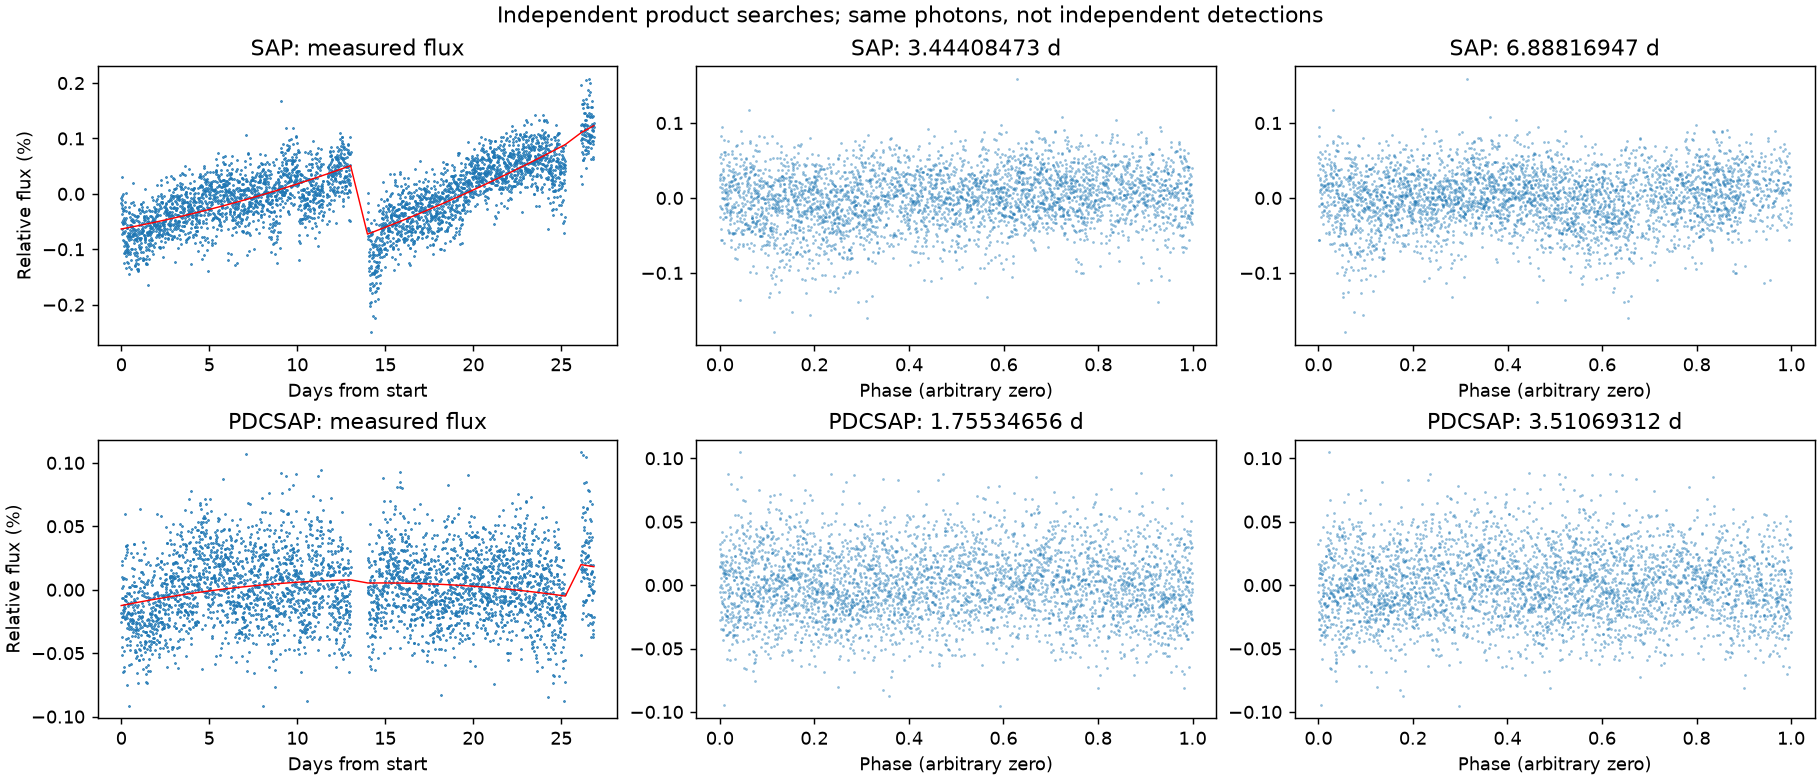 Independent product searches; same photons, not independent detections
SAP: measured flux
SAP: 3.44408473 d
SAP: 6.88816947 d
Relative flux (%)
0.2
0.1
0.0
−0.1
−0.2
0.1
0.0
−0.1
0.1
0.0
−0.1
0 5 10 15 20 25
0.0 0.2 0.4 0.6 0.8 1.0
0.0 0.2 0.4 0.6 0.8 1.0
Days from start
Phase (arbitrary zero)
Phase (arbitrary zero)
PDCSAP: measured flux
PDCSAP: 1.75534656 d
PDCSAP: 3.51069312 d
Relative flux (%)
0.10
0.05
0.00
−0.05
−0.10
0.10
0.05
0.00
−0.05
−0.10
0.10
0.05
0.00
−0.05
−0.10
0 5 10 15 20 25
0.0 0.2 0.4 0.6 0.8 1.0
0.0 0.2 0.4 0.6 0.8 1.0
Days from start
Phase (arbitrary zero)
Phase (arbitrary zero)